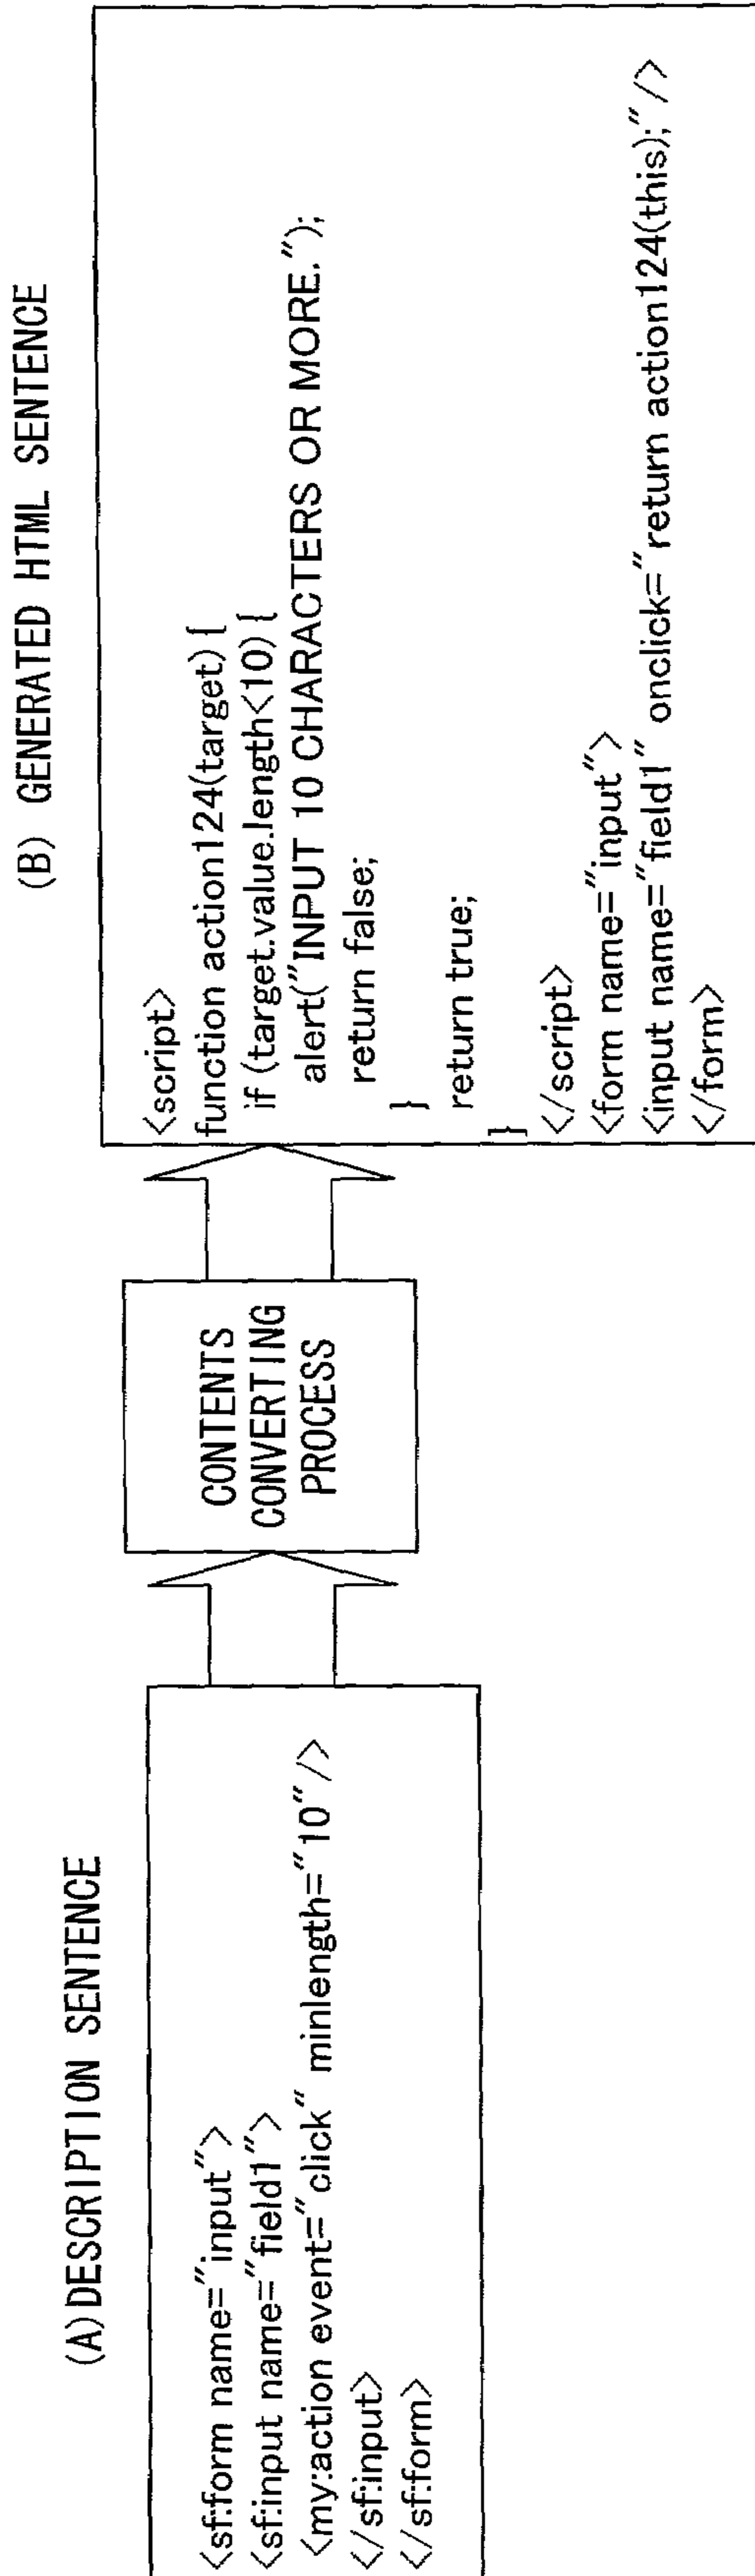 (A)DESCRIPTION SENTENCE
<sf:form name="input">
<sf:input name="field1">
<my:action event="click" minlength="10"/>
</sf:input>
</sf:form>
CONTENTS
CONVERTING
PROCESS
(B) GENERATED HTML SENTENCE
<script>
function action124(target) {
if (target.value.length<10) {
alert("INPUT 10 CHARACTERS OR MORE.");
return false;
}
return true;
}
</script>
<form name="input">
<input name="field1" onclick="return action124(this);"/>
</form>